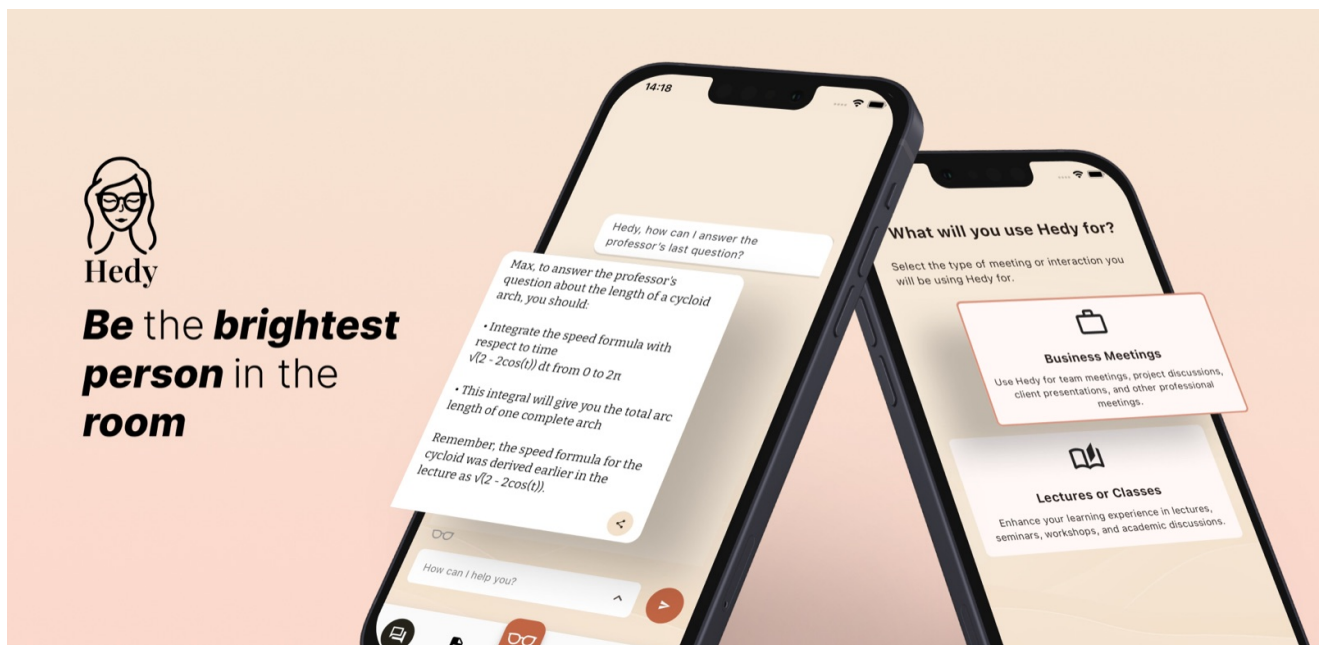 Hedy
Be the brightest
person in the
room
14:18
Hedy, how can I answer the
professor's last question?
Max, to answer the professor's
question about the length of a cycloid
arch, you should:
• Integrate the speed formula with
respect to time
√(2 - 2cos(t)) dt from 0 to 2π
• This integral will give you the total arc
length of one complete arch
Remember, the speed formula for the
cycloid was derived earlier in the
lecture as √(2 - 2cos(t)).
How can I help you?
What will you use Hedy for?
Select the type of meeting or interaction you
will be using Hedy for.
Business Meetings
Use Hedy for team meetings, project discussions,
client presentations, and other professional
meetings.
Lectures or Classes
Enhance your learning experience in lectures,
seminars, workshops, and academic discussions.